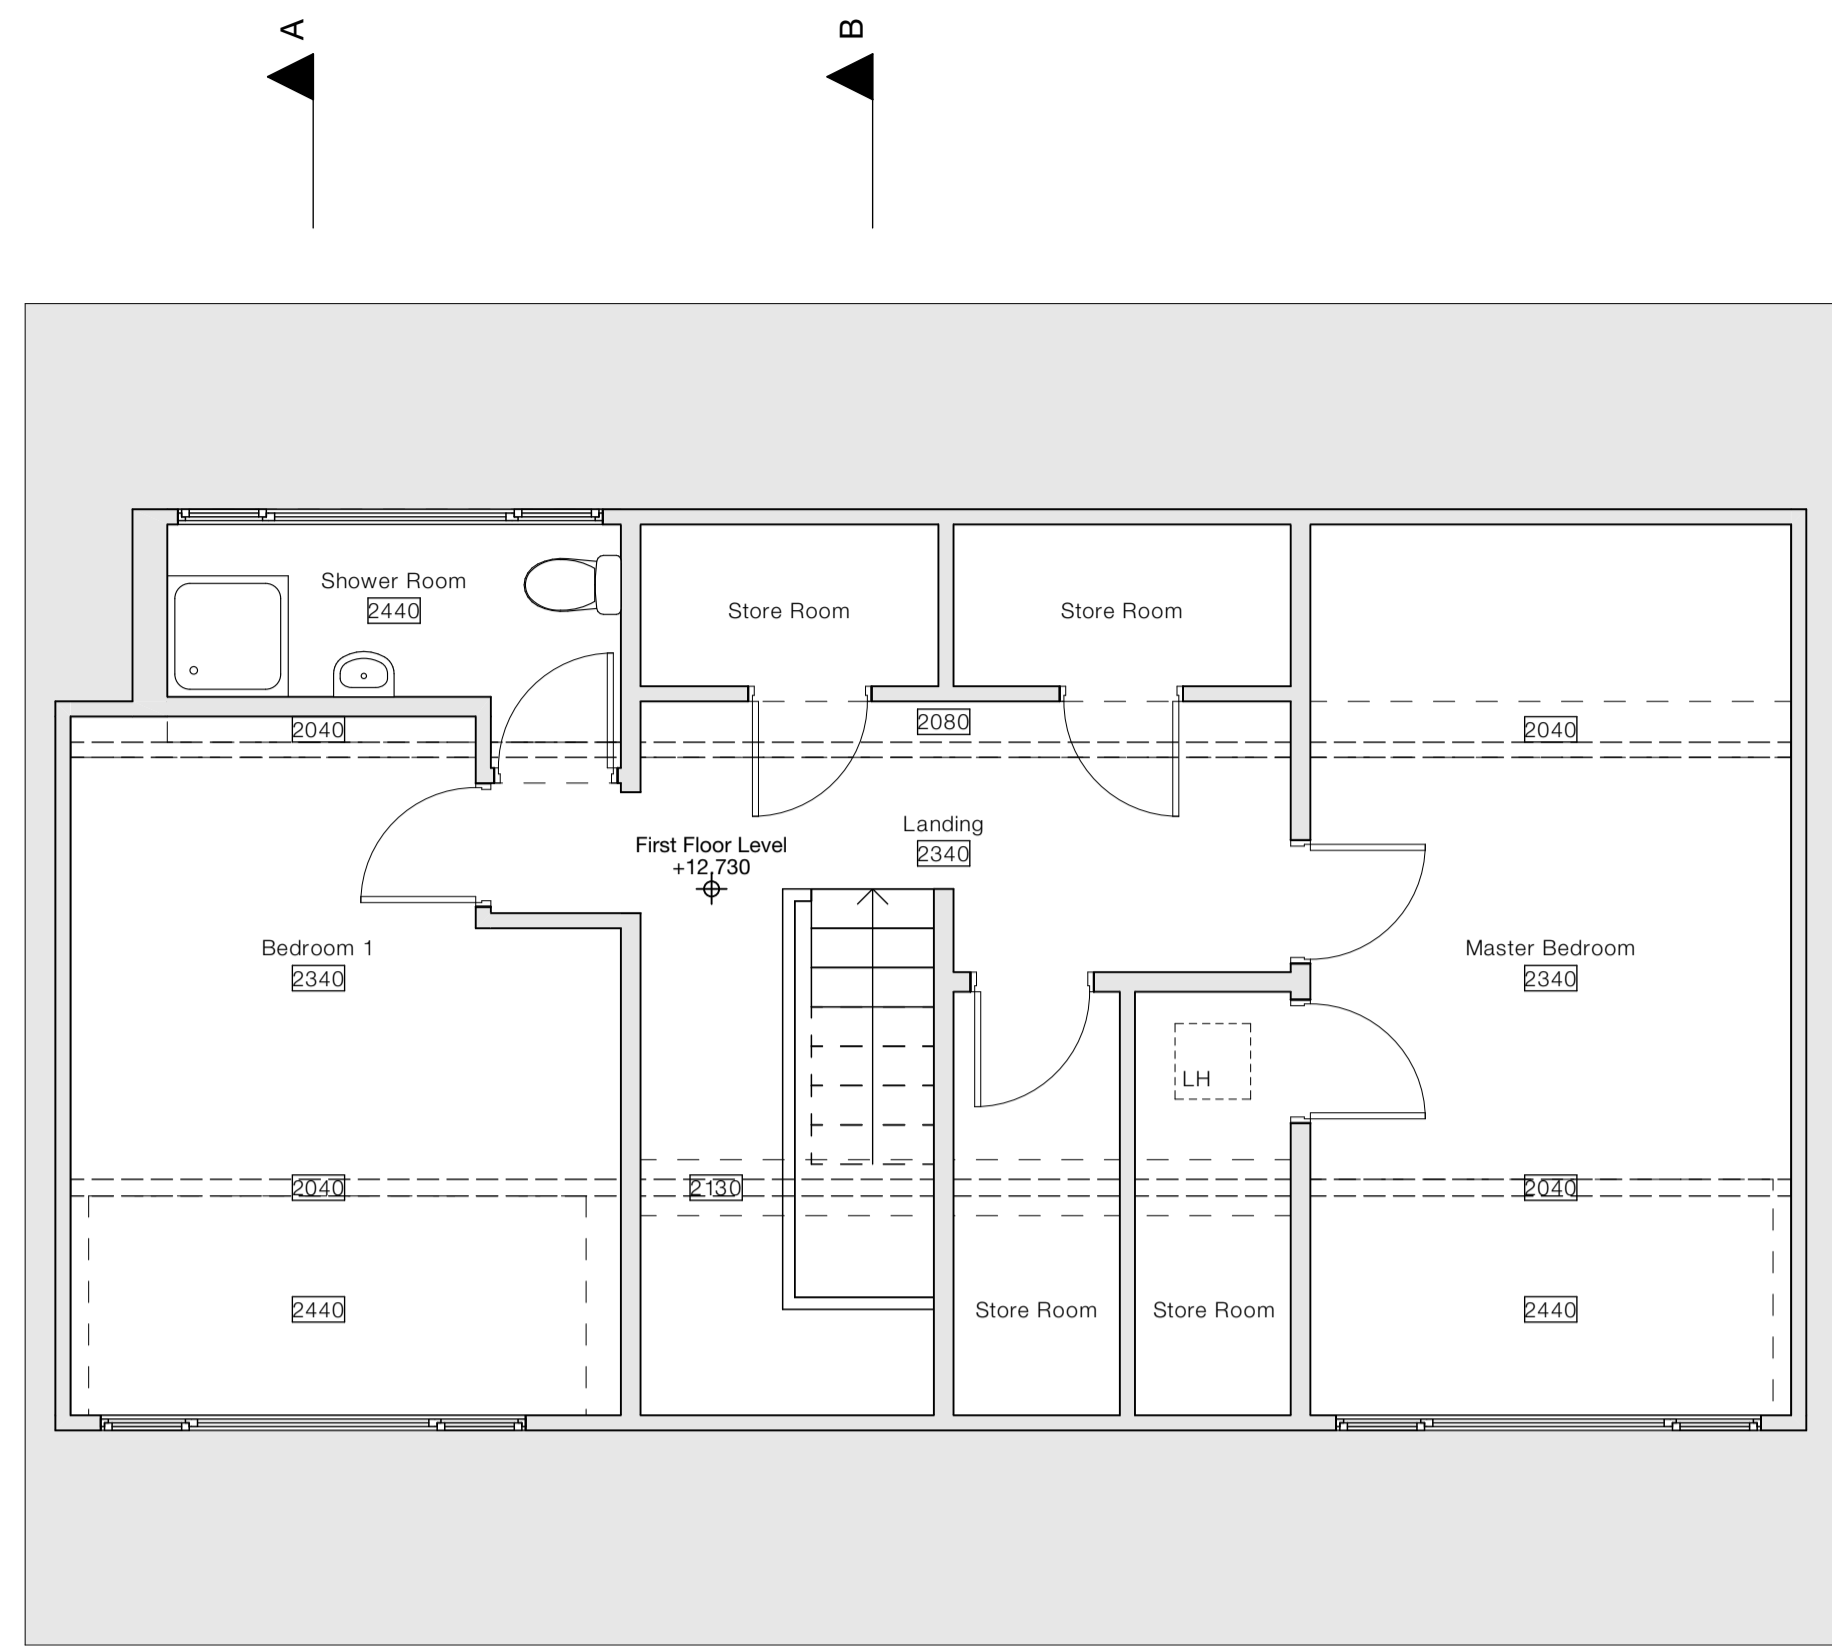 A
B
Shower Room
2440
Store Room
Store Room
2040
2080
2040
Landing
2340
First Floor Level
+12,730
Bedroom 1
2340
Master Bedroom
2340
LH
2040
2130
2040
2440
Store Room
Store Room
2440